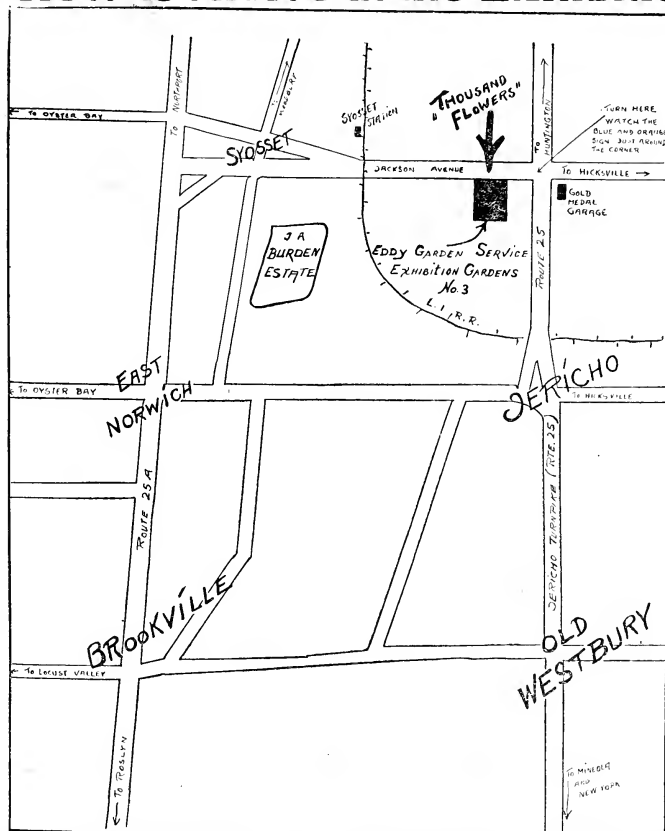 TO NORTHPORT
WOODBURY
SYOSSET
STATION
"THOUSAND
FLOWERS"
TO
HUNTINGTON
TURN HERE
WATCH THE
BLUE AND ORANGE
SIGN JUST AROUND
THE CORNER
TO OYSTER BAY
SYOSSET
JACKSON AVENUE
TO HICKSVILLE
GOLD
MEDAL
GARAGE
J A
BURDEN
ESTATE
EDDY GARDEN SERVICE
EXHIBITION GARDENS
No. 3
L.I.R.R.
ROUTE 25
TO OYSTER BAY
EAST
NORWICH
JERICHO
TO HICKSVILLE
ROUTE 25A
JERICHO TURNPIKE (RTE. 25)
BROOKVILLE
OLD
WESTBURY
TO LOCUST VALLEY
TO ROSLYN
TO MINEOLA
AND
NEW YORK